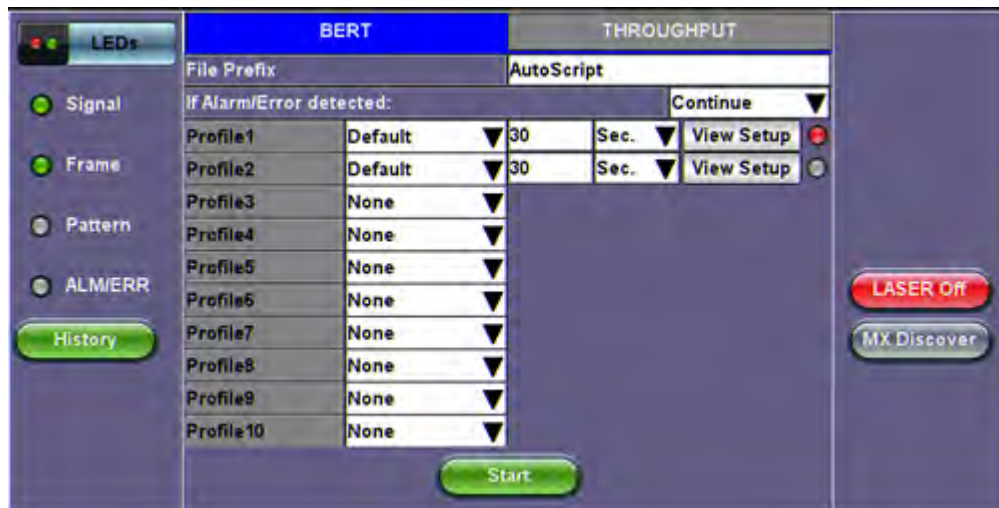 LEDs
BERT THROUGHPUT
File Prefix AutoScript
Signal
If Alarm/Error detected: Continue
Profile1 Default 30 Sec. View Setup
Frame
Profile2 Default 30 Sec. View Setup
Profile3 None
Pattern
Profile4 None
Profile5 None
ALM/ERR
LASER Off
Profile6 None
History
Profile7 None
MX Discover
Profile8 None
Profile9 None
Profile10 None
Start